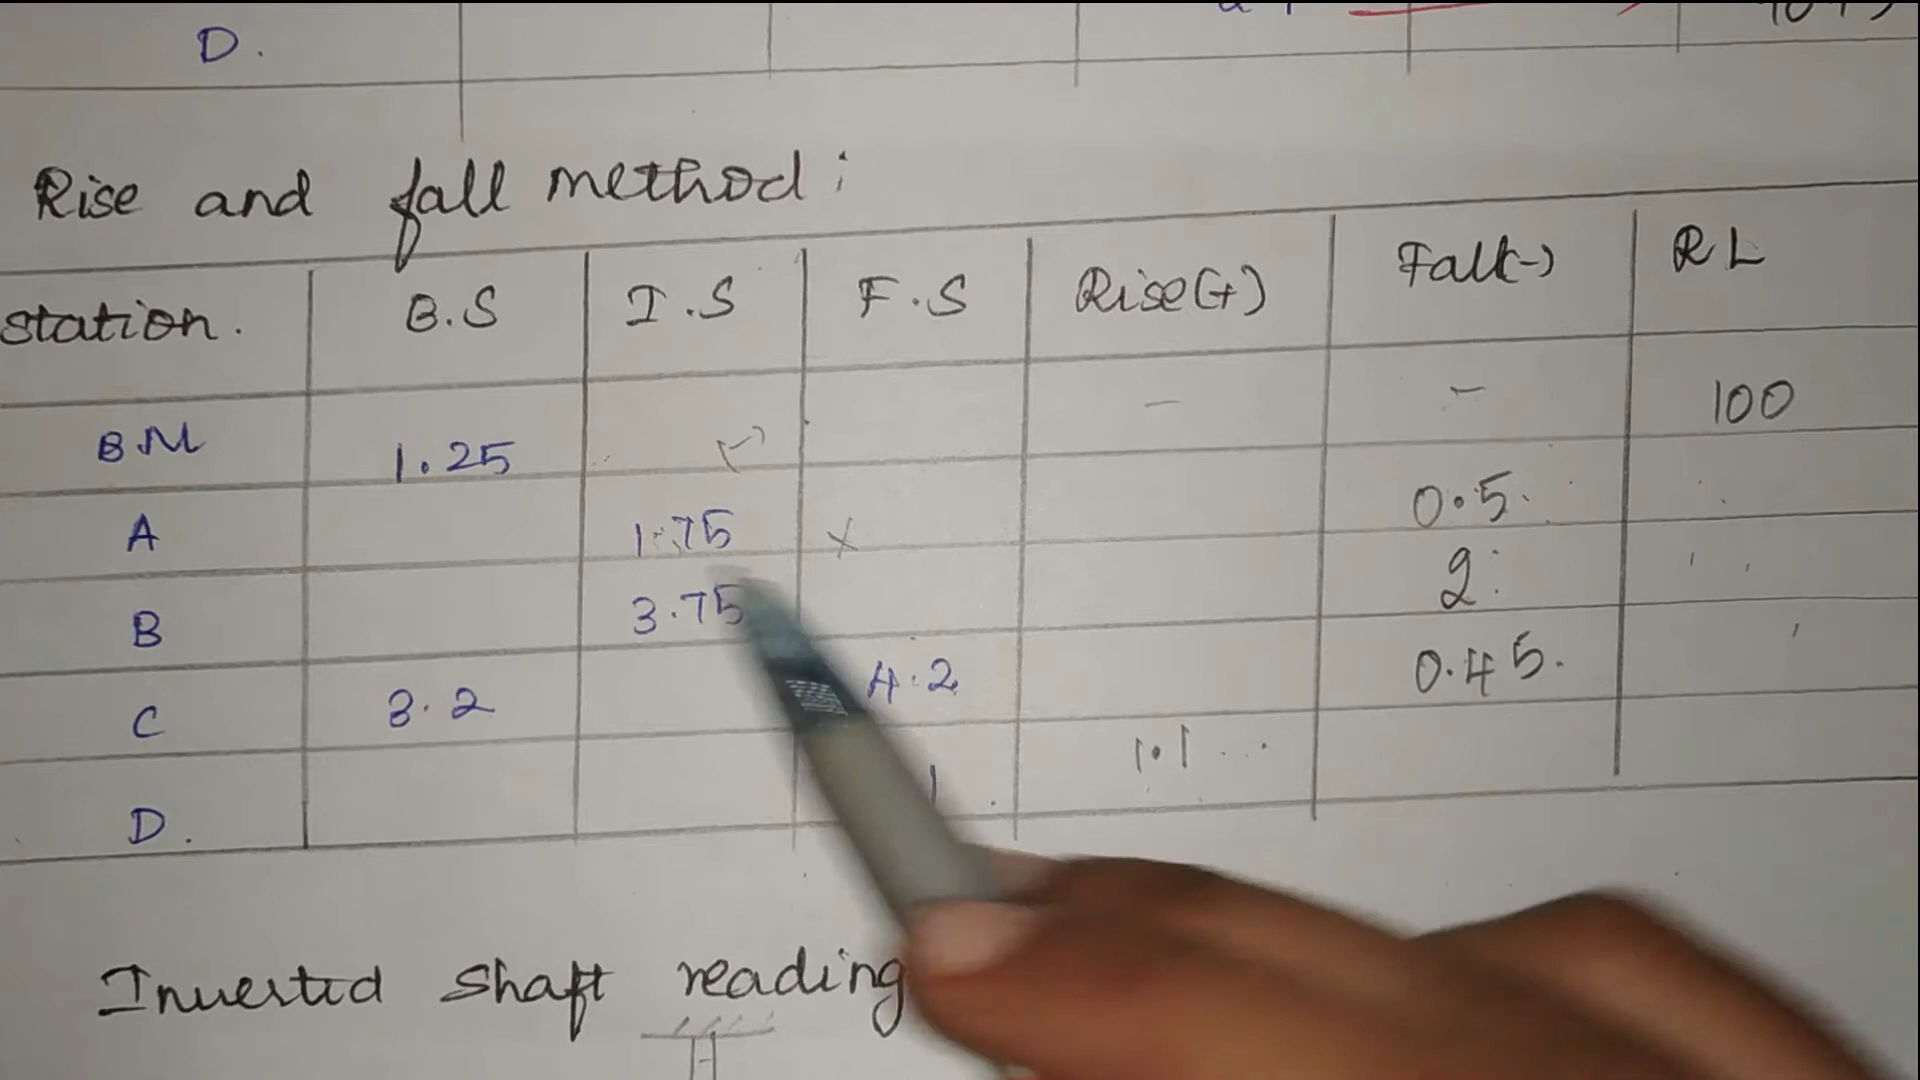 D.
Rise and fall method:
station. B.S I.S F.S Rise(+) Fall(-) RL
BM 1.25 - - 100
A 1.75 x 0.5.
B 3.75 2.
C 3.2 4.2 0.45.
D. 1.1
Inverted shaft reading